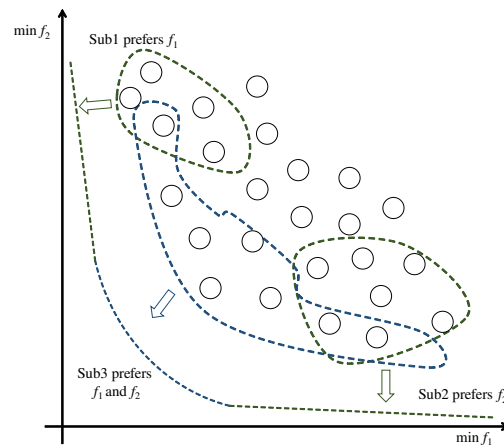 min f₂
Sub1 prefers f₁
Sub3 prefers
f₁ and f₂
Sub2 prefers f₂
min f₁